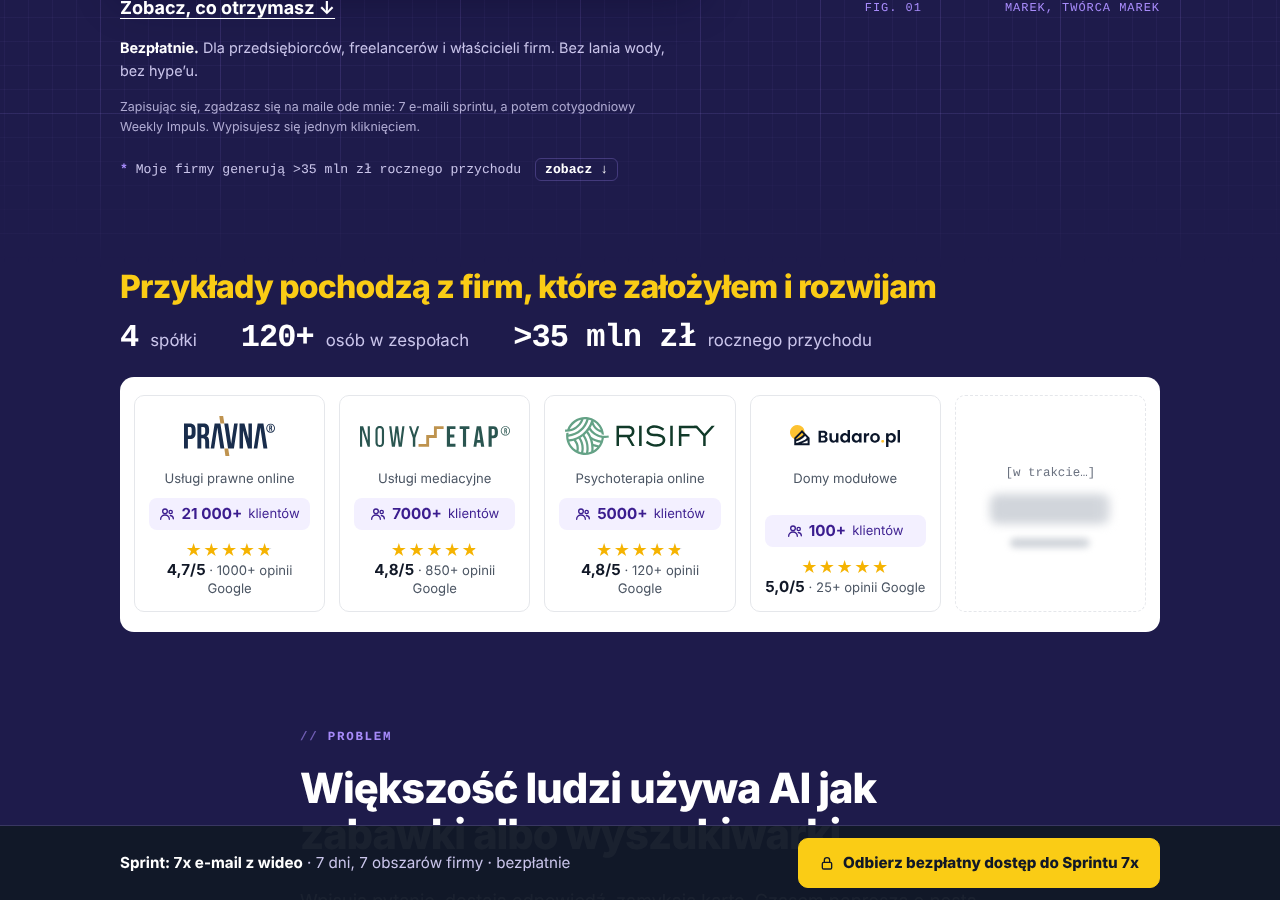 Zobacz, co otrzymasz ↓
FIG. 01
MAREK, TWÓRCA MAREK
Bezpłatnie. Dla przedsiębiorców, freelancerów i właścicieli firm. Bez lania wody,
bez hype'u.
Zapisując się, zgadzasz się na maile ode mnie: 7 e-maili sprintu, a potem cotygodniowy
Weekly Impuls. Wypisujesz się jednym kliknięciem.
* Moje firmy generują >35 mln zł rocznego przychodu
zobacz ↓
Przykłady pochodzą z firm, które założyłem i rozwijam
4 spółki
120+ osób w zespołach
>35 mln zł rocznego przychodu
PRAVNA®
Usługi prawne online
21 000+ klientów
★★★★★
4,7/5 · 1000+ opinii
Google
NOWY ETAP®
Usługi mediacyjne
7000+ klientów
★★★★★
4,8/5 · 850+ opinii
Google
RISIFY
Psychoterapia online
5000+ klientów
★★★★★
4,8/5 · 120+ opinii
Google
Budaro.pl
Domy modułowe
100+ klientów
★★★★★
5,0/5 · 25+ opinii Google
[w trakcie…]
// PROBLEM
Większość ludzi używa AI jak
zabawki albo wyszukiwarki
Sprint: 7x e-mail z wideo · 7 dni, 7 obszarów firmy · bezpłatnie
Odbierz bezpłatny dostęp do Sprintu 7x